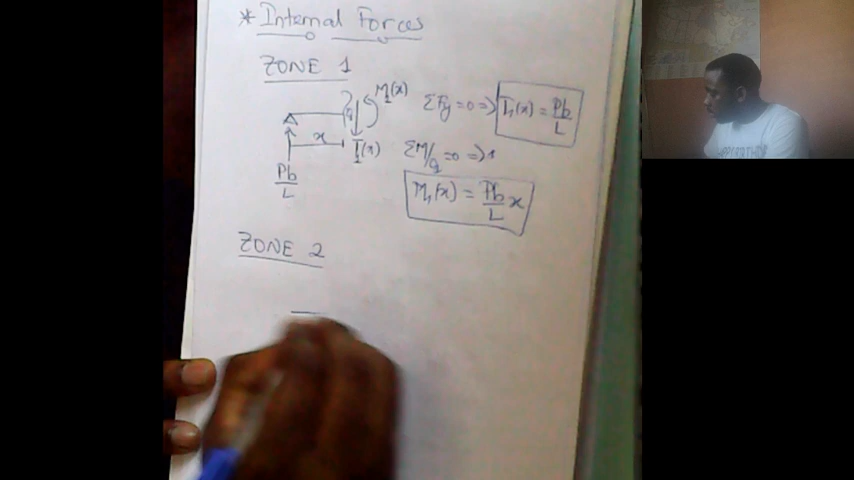 * Internal Forces
ZONE 1
M₁(x)
G
x
T₁(x)
Pb/L
ΣFy = 0 => T₁(x) = Pb/L
ΣM/G = 0 =>
M₁(x) = Pb/L x
ZONE 2